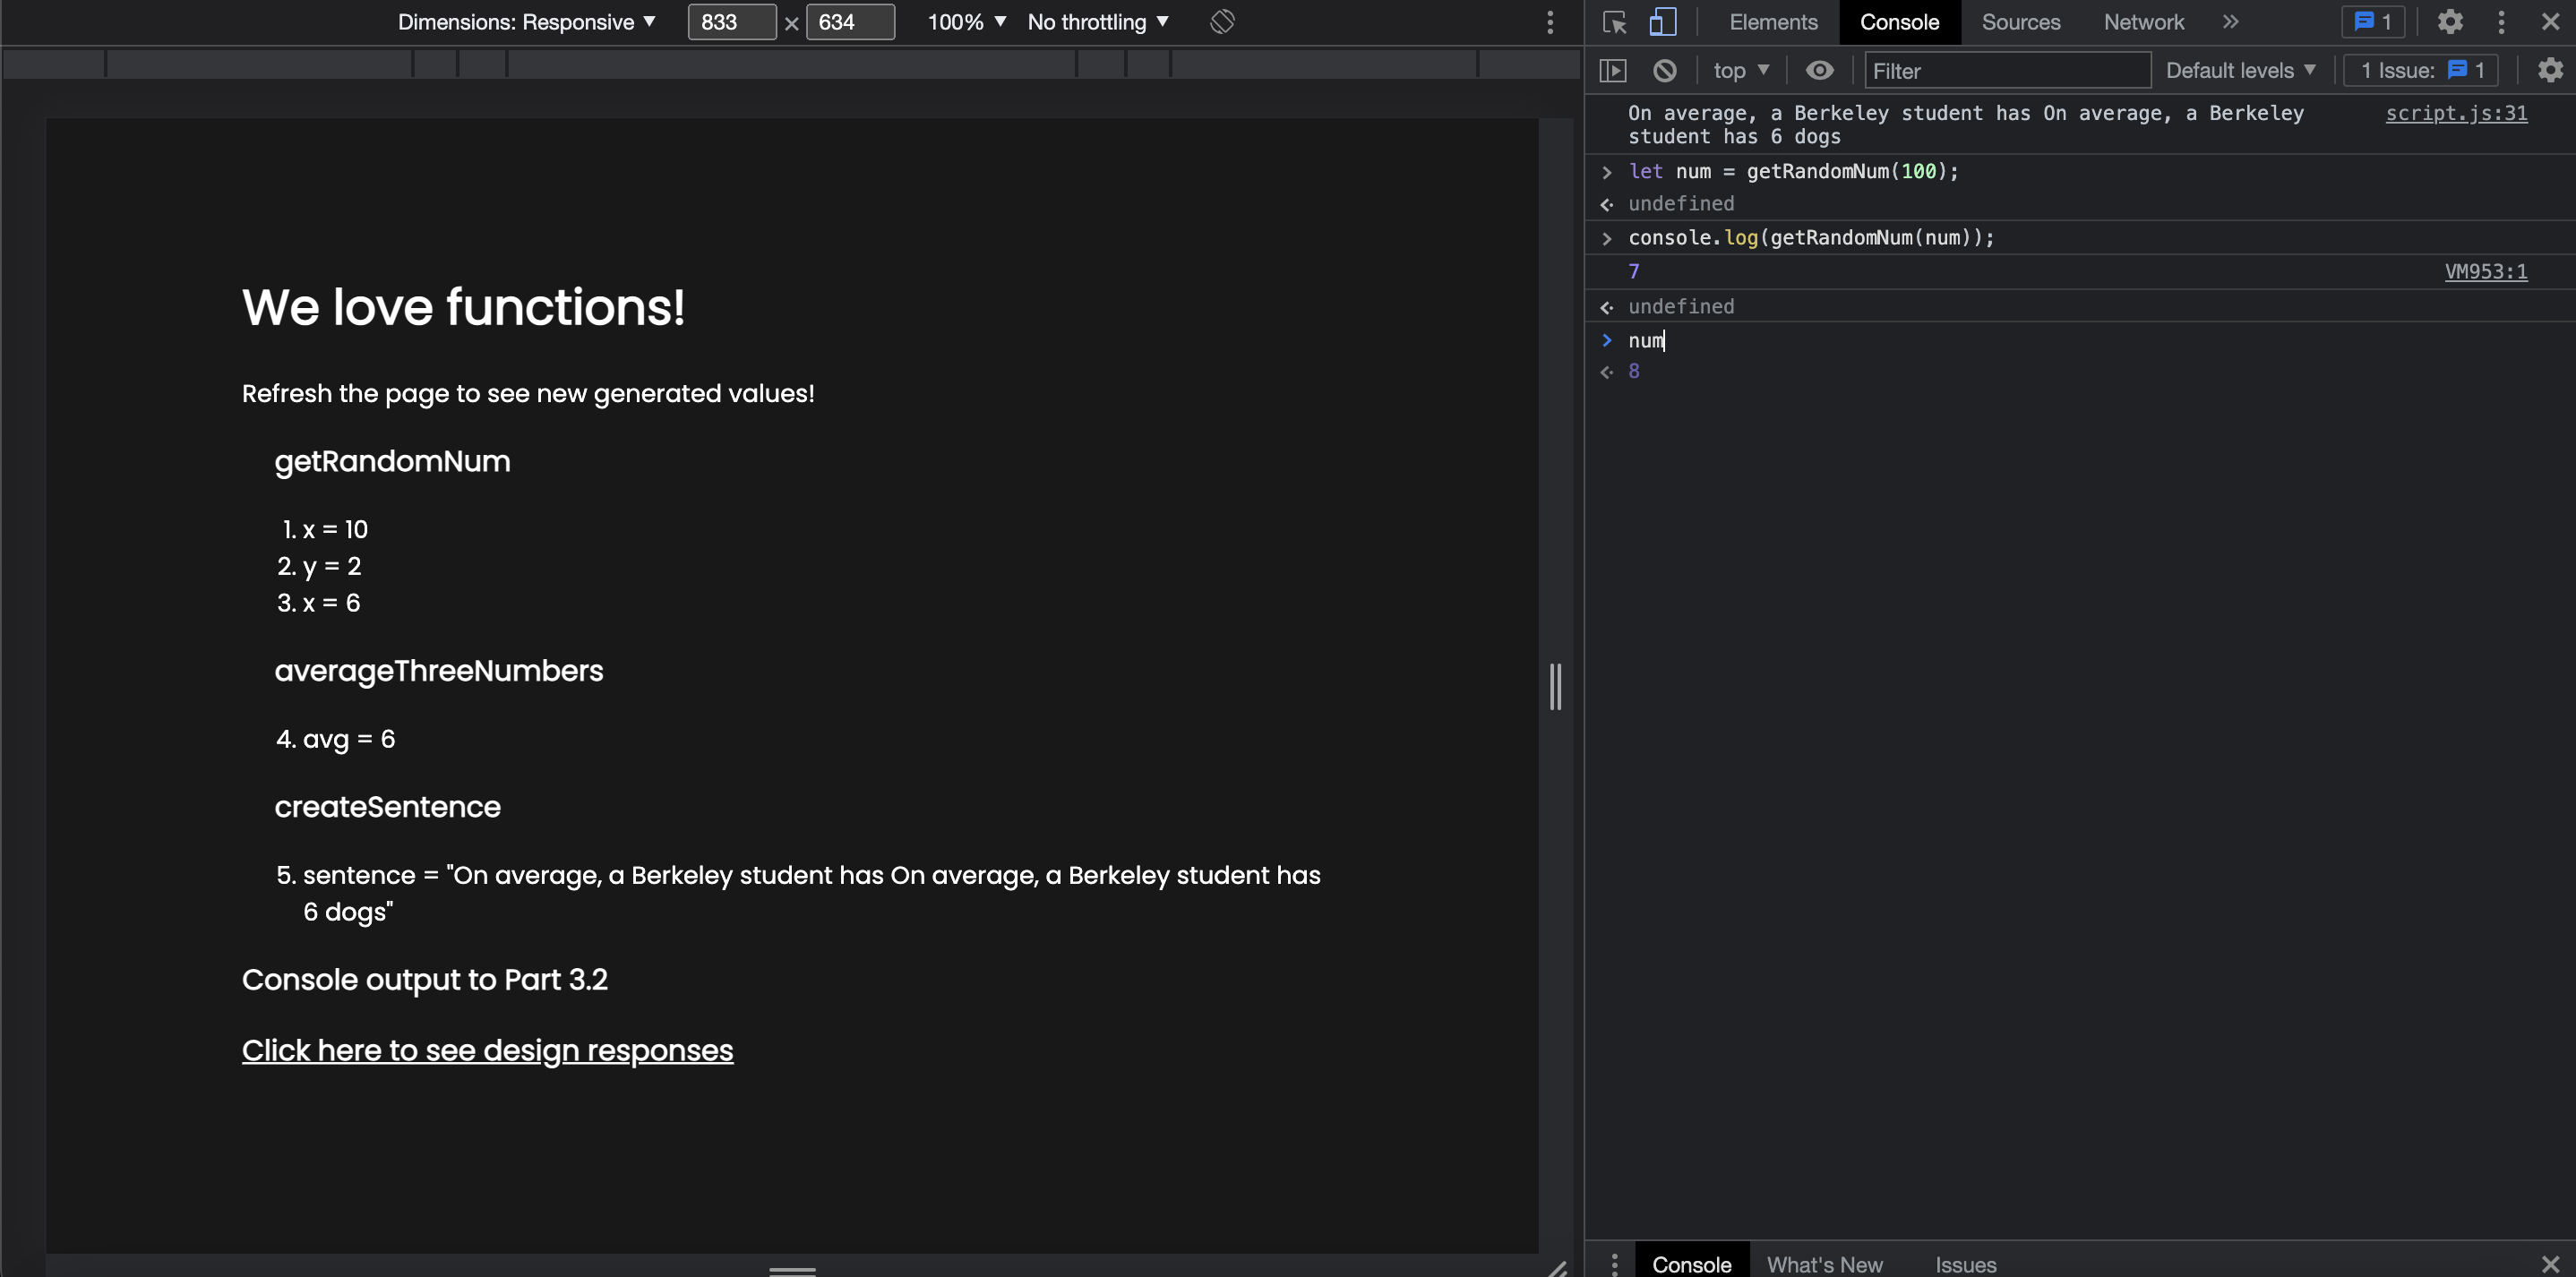 Dimensions: Responsive ▼ 833 × 634 100% ▼ No throttling ▼
Elements Console Sources Network » 1
top ▼ Filter Default levels ▼ 1 Issue: 1
We love functions!
Refresh the page to see new generated values!
getRandomNum
1. x = 10
2. y = 2
3. x = 6
averageThreeNumbers
4. avg = 6
createSentence
5. sentence = "On average, a Berkeley student has On average, a Berkeley student has
6 dogs"
Console output to Part 3.2
Click here to see design responses
On average, a Berkeley student has On average, a Berkeley script.js:31
student has 6 dogs
> let num = getRandomNum(100);
undefined
> console.log(getRandomNum(num));
7 VM953:1
undefined
> num
8
Console What's New Issues